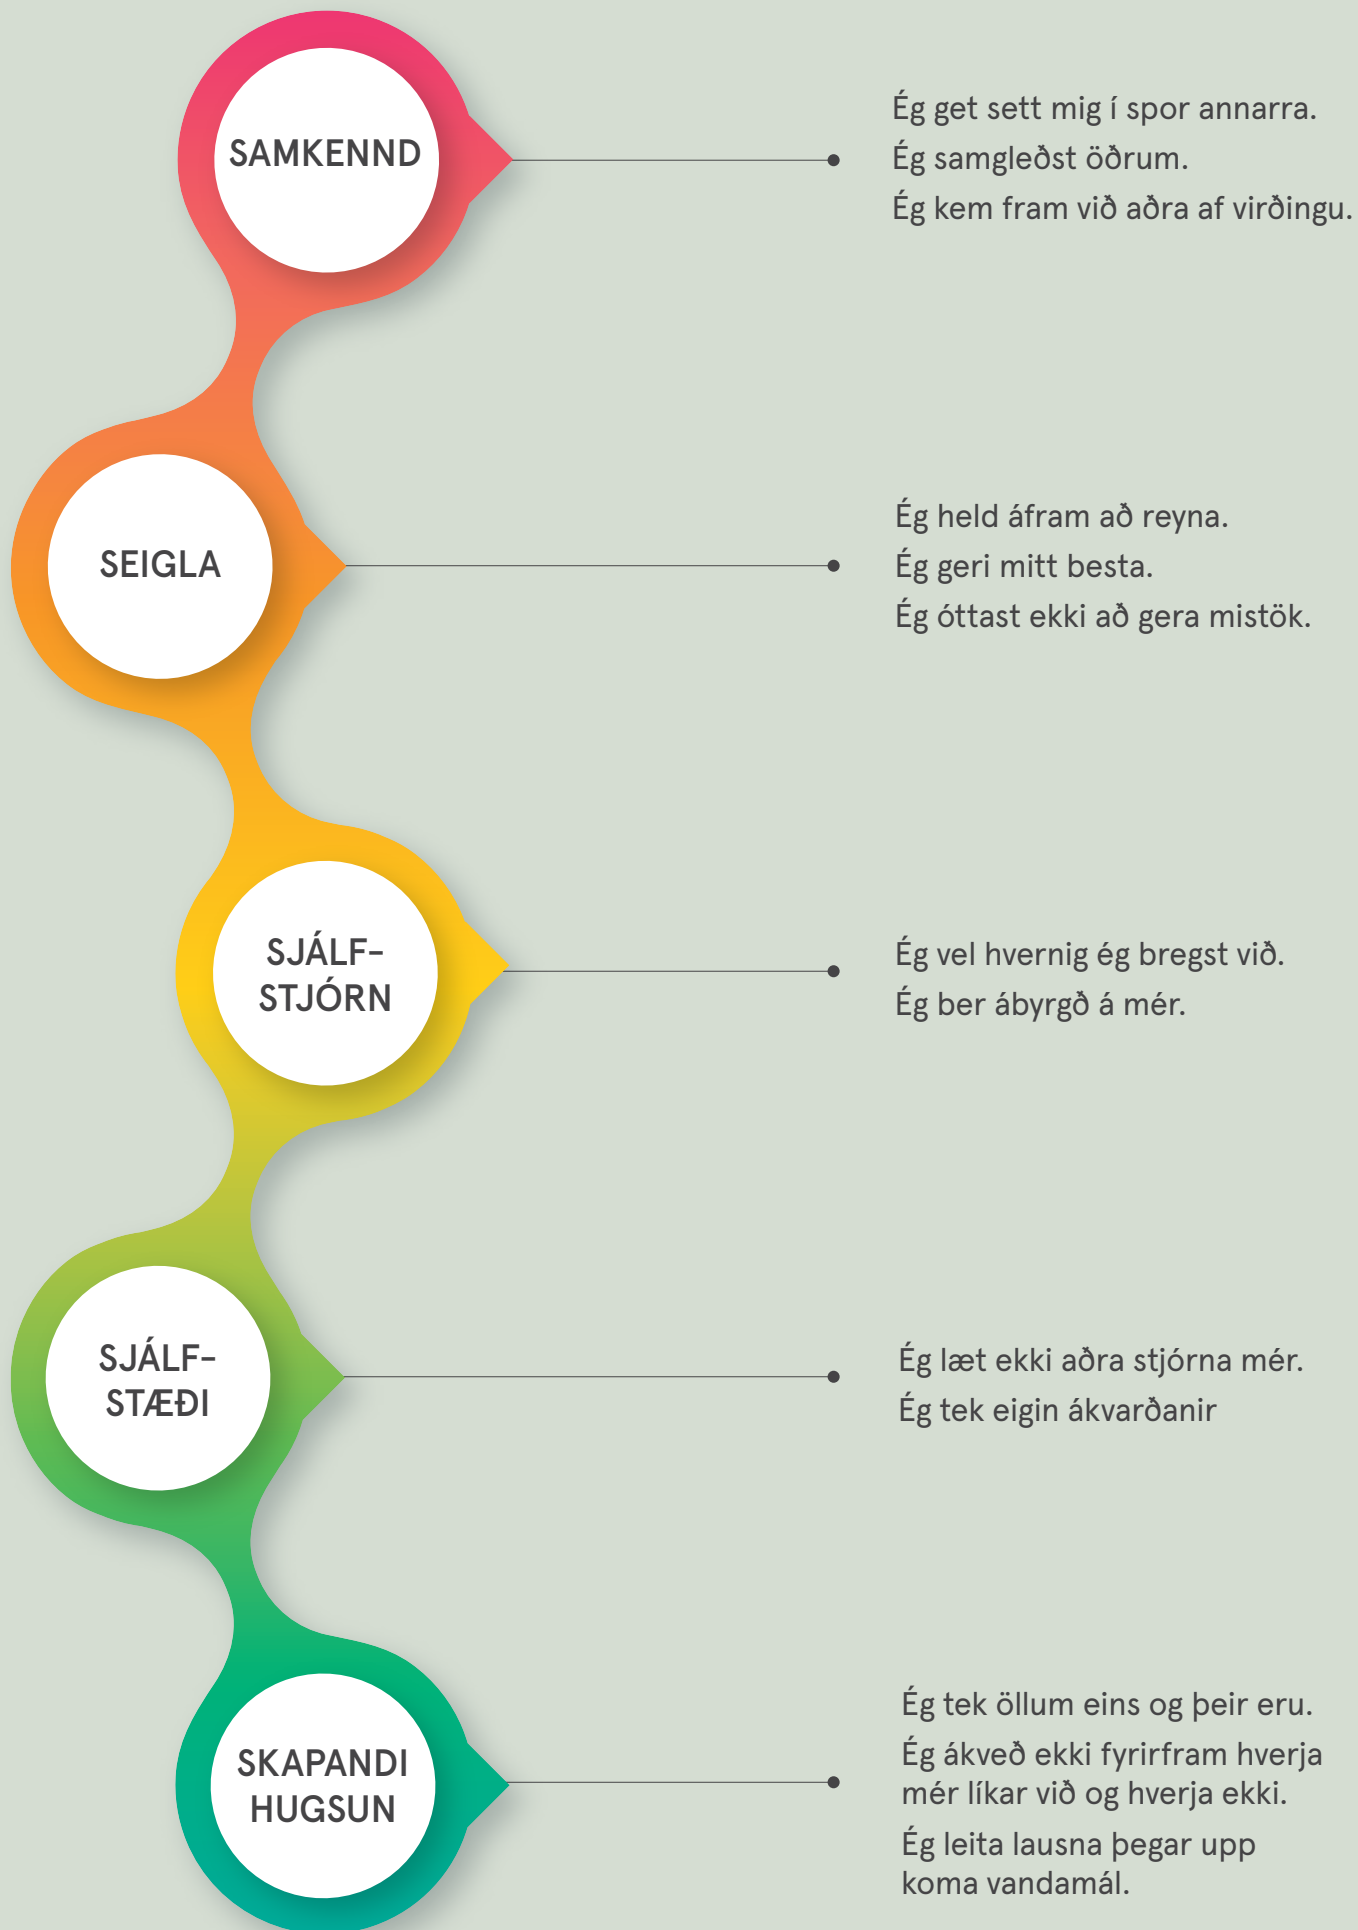 SAMKENND
Ég get sett mig í spor annarra.
Ég samgleðst öðrum.
Ég kem fram við aðra af virðingu.
SEIGLA
Ég held áfram að reyna.
Ég geri mitt besta.
Ég óttast ekki að gera mistök.
SJÁLF-
STJÓRN
Ég vel hvernig ég bregst við.
Ég ber ábyrgð á mér.
SJÁLF-
STÆÐI
Ég læt ekki aðra stjórna mér.
Ég tek eigin ákvarðanir
SKAPANDI
HUGSUN
Ég tek öllum eins og þeir eru.
Ég ákveð ekki fyrirfram hverja
mér líkar við og hverja ekki.
Ég leita lausna þegar upp
koma vandamál.